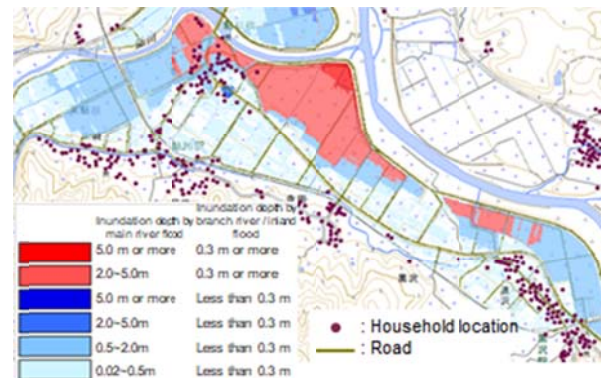 Inundation depth by main river flood
Inundation depth by branch river / inland flood
5.0 m or more 0.3 m or more
2.0~5.0m 0.3 m or more
5.0 m or more Less than 0.3 m
2.0~5.0m Less than 0.3 m
0.5~2.0m Less than 0.3 m
0.02~0.5m Less than 0.3 m
: Household location
: Road